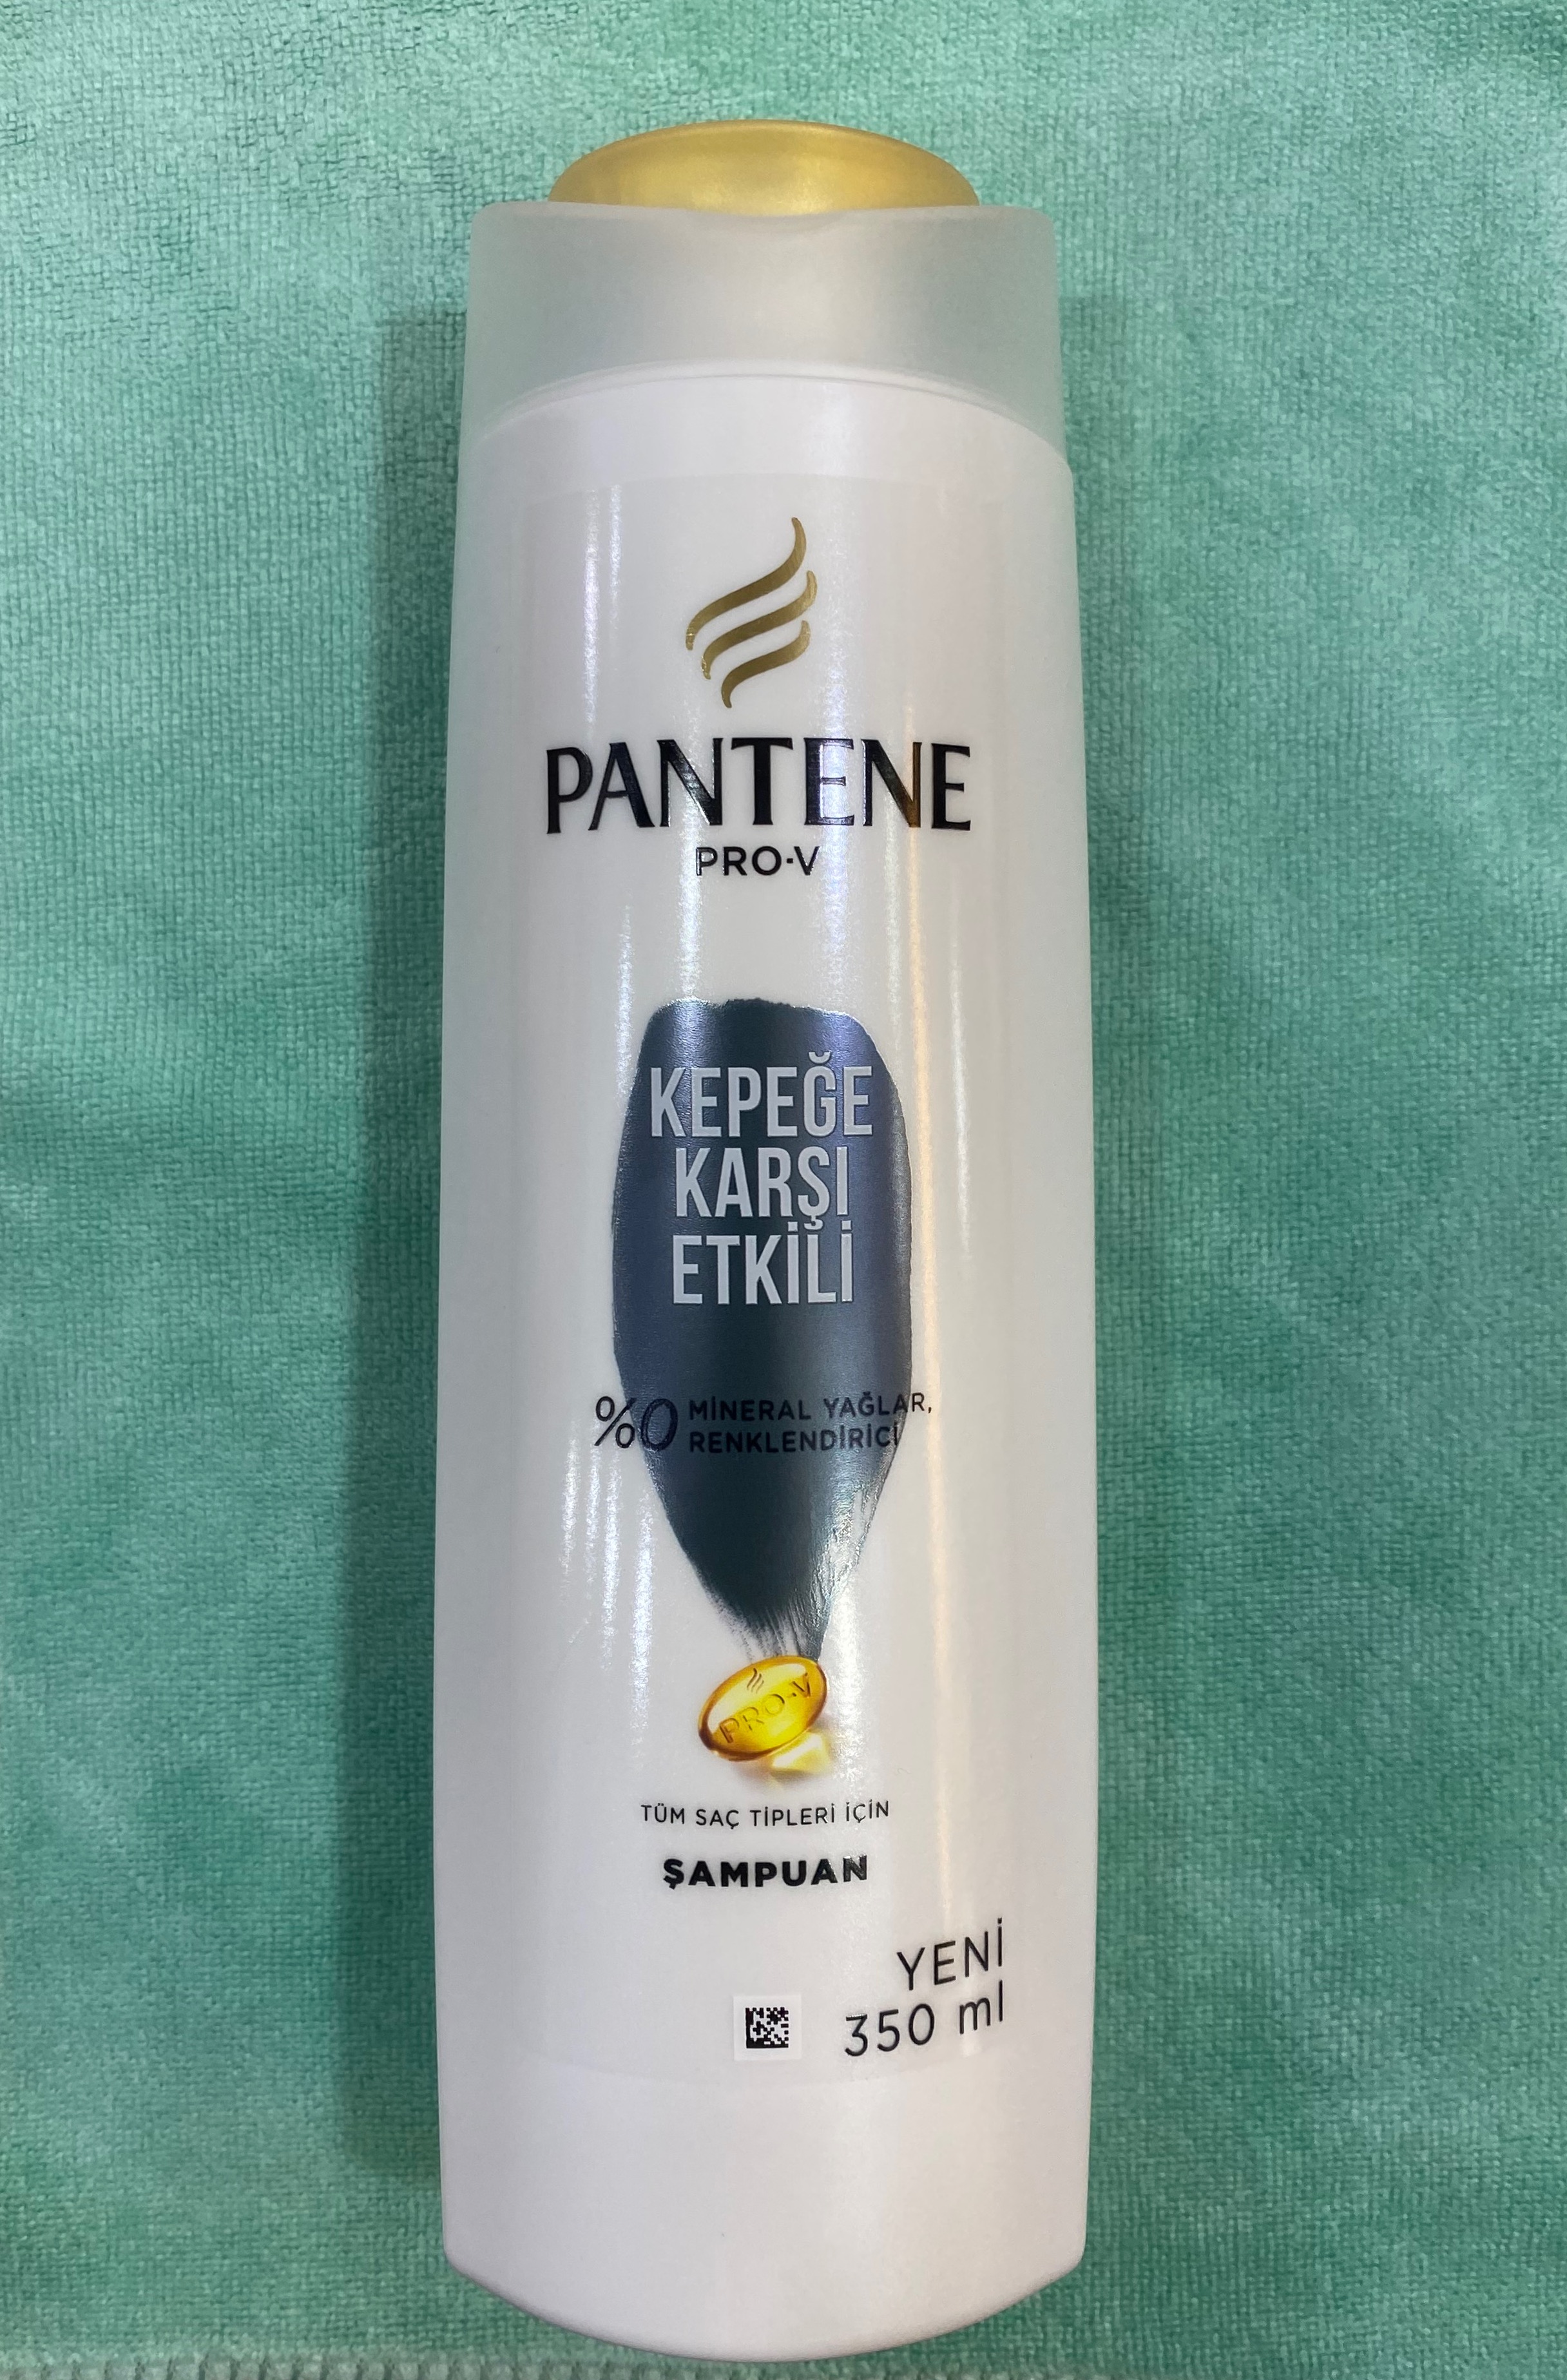 PANTENE
PRO-V
KEPEĞE
KARŞI
ETKİLİ
%0 MİNERAL YAĞLAR,
RENKLENDİRİCİ
PRO-V
TÜM SAÇ TİPLERİ İÇİN
ŞAMPUAN
YENİ
350 ml